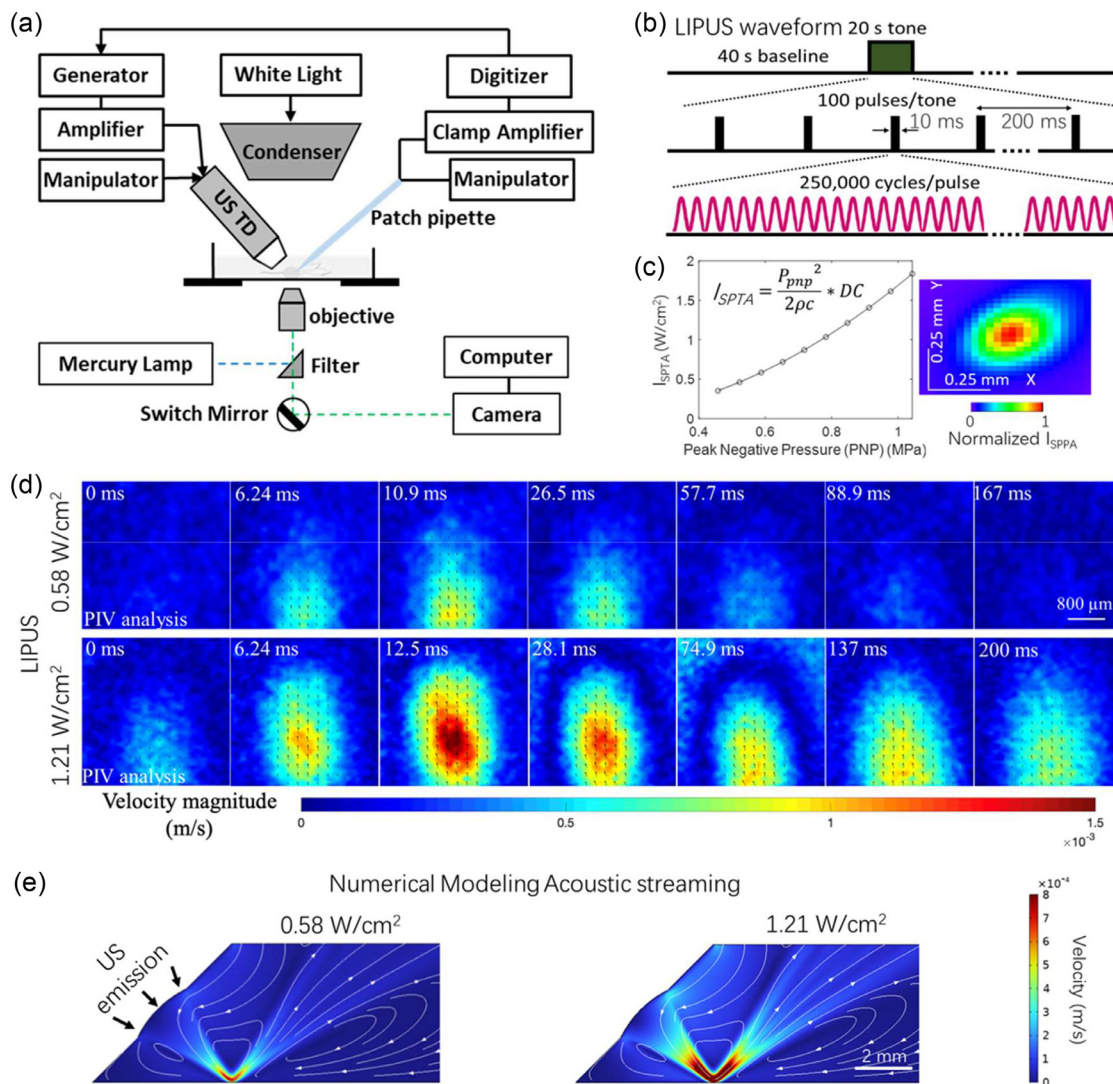 (a)
Generator
White Light
Digitizer
Amplifier
Condenser
Clamp Amplifier
Manipulator
US TD
Manipulator
Patch pipette
objective
Mercury Lamp
Filter
Computer
Switch Mirror
Camera
(b)
LIPUS waveform
20 s tone
40 s baseline
100 pulses/tone
10 ms
200 ms
250,000 cycles/pulse
(c)
I_SPTA = P_pnp² / 2ρc * DC
I_SPTA (W/cm²)
2
1.5
1
0.5
0
0.4
0.6
0.8
1
Peak Negative Pressure (PNP) (MPa)
0.25 mm Y
0.25 mm X
0
1
Normalized I_SPPA
(d)
LIPUS
0.58 W/cm²
0 ms
6.24 ms
10.9 ms
26.5 ms
57.7 ms
88.9 ms
167 ms
PIV analysis
800 μm
1.21 W/cm²
0 ms
6.24 ms
12.5 ms
28.1 ms
74.9 ms
137 ms
200 ms
PIV analysis
Velocity magnitude
(m/s)
0
0.5
1
1.5
×10⁻³
(e)
Numerical Modeling Acoustic streaming
0.58 W/cm²
1.21 W/cm²
US
emission
2 mm
×10⁻⁴
8
7
6
5
4
3
2
1
0
Velocity (m/s)